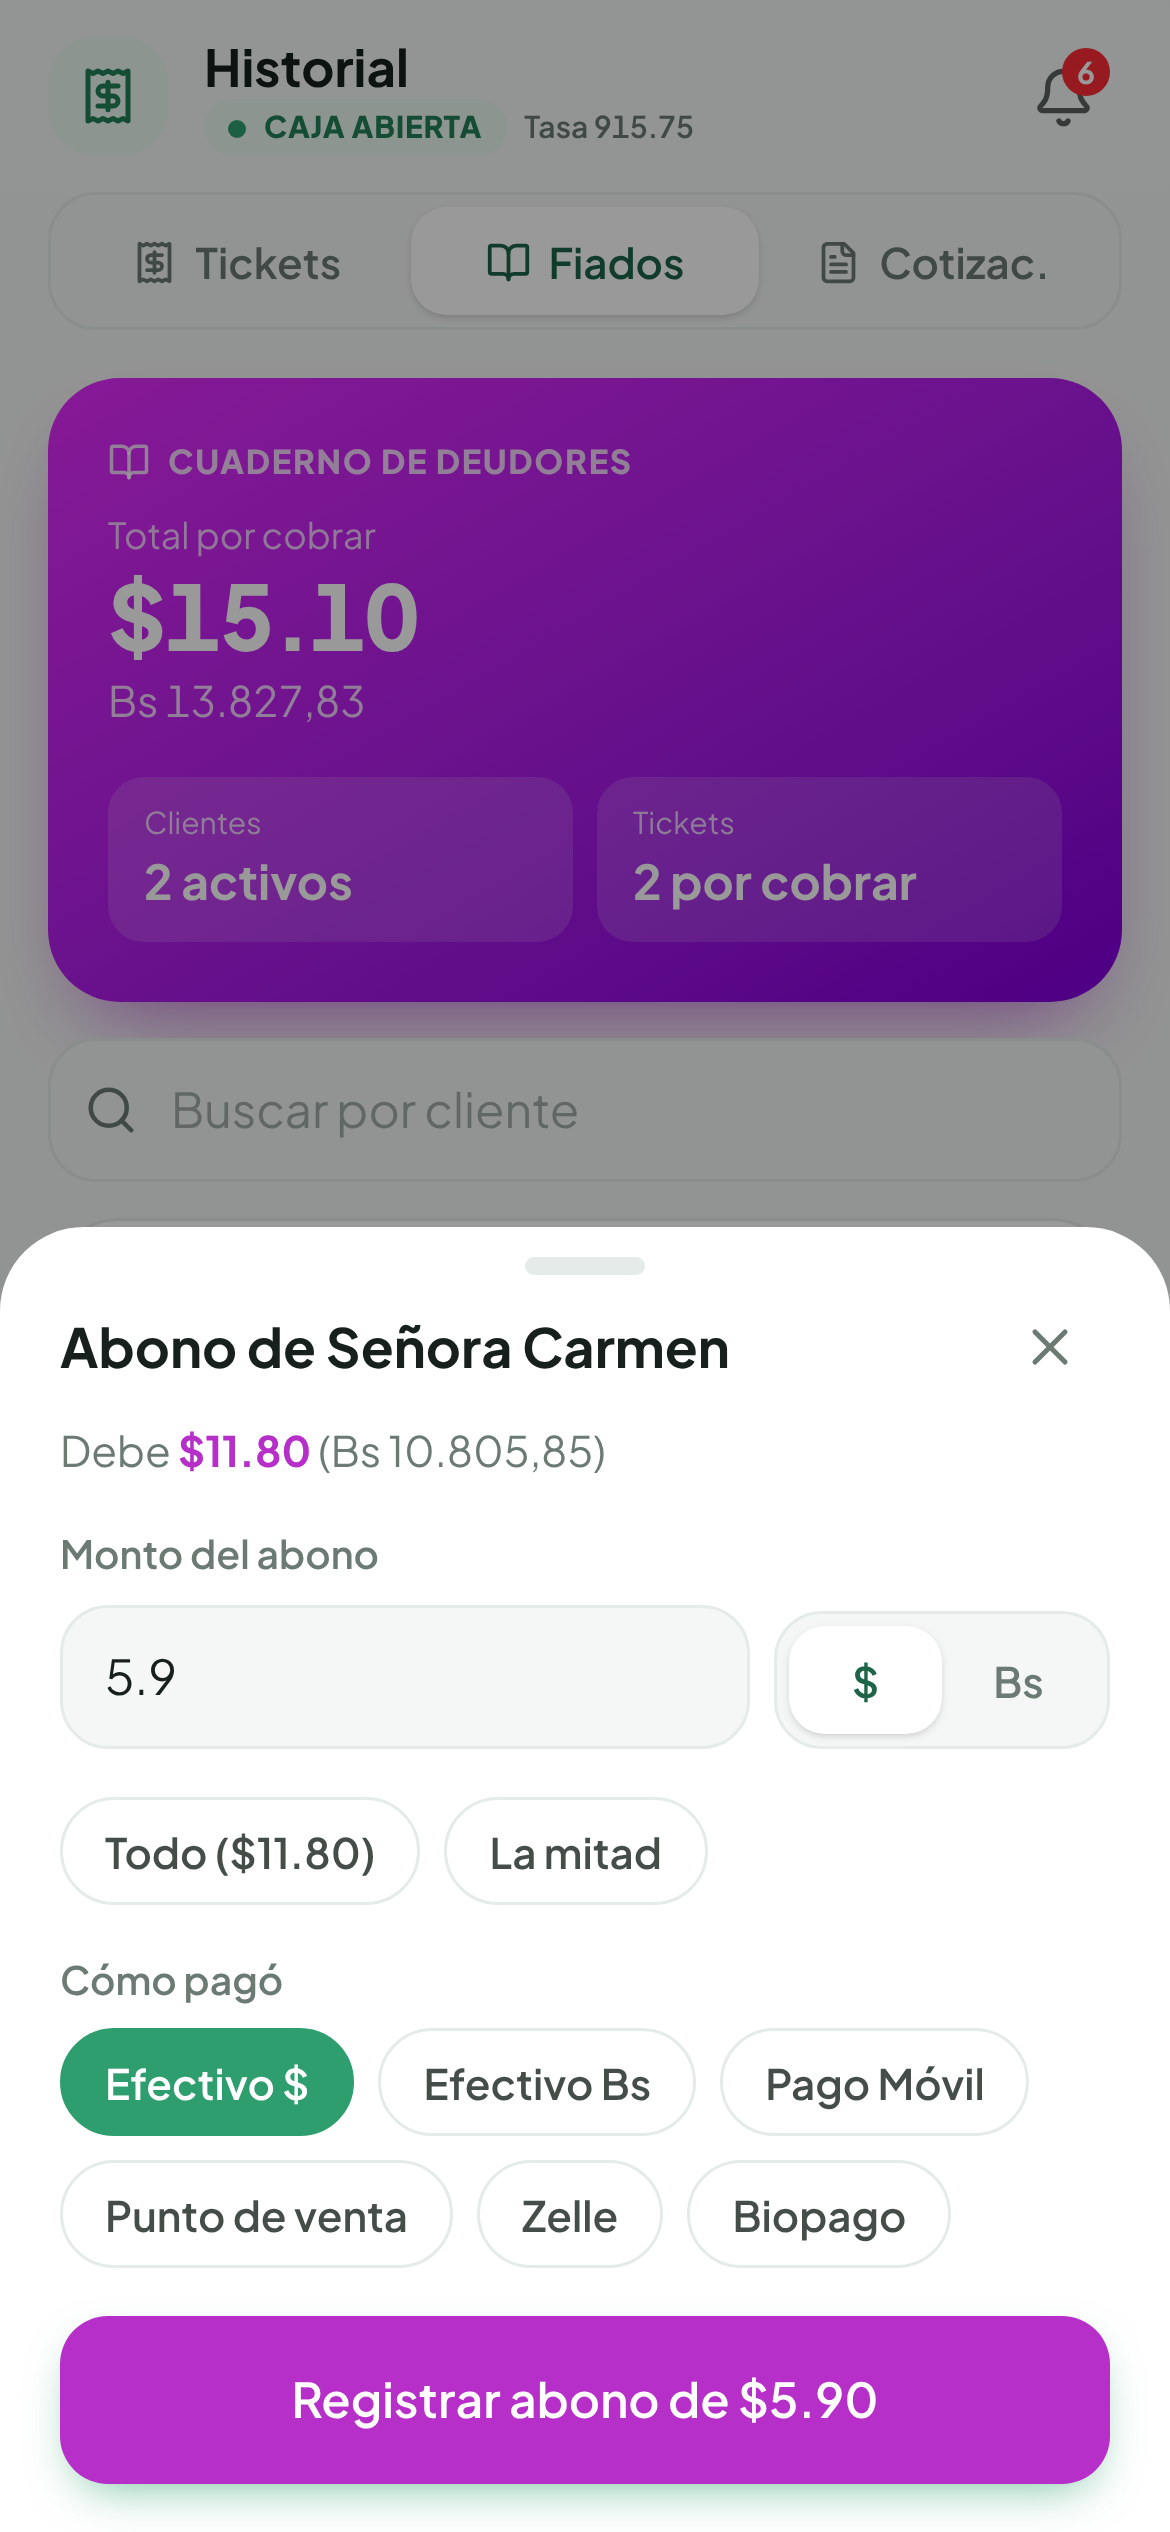 Historial
6
CAJA ABIERTA Tasa 915.75
Tickets Fiados Cotizac.
CUADERNO DE DEUDORES
Total por cobrar
$15.10
Bs 13.827,83
Clientes Tickets
2 activos 2 por cobrar
Buscar por cliente
Abono de Señora Carmen
Debe $11.80 (Bs 10.805,85)
Monto del abono
5.9 $ Bs
Todo ($11.80) La mitad
Cómo pagó
Efectivo $ Efectivo Bs Pago Móvil
Punto de venta Zelle Biopago
Registrar abono de $5.90